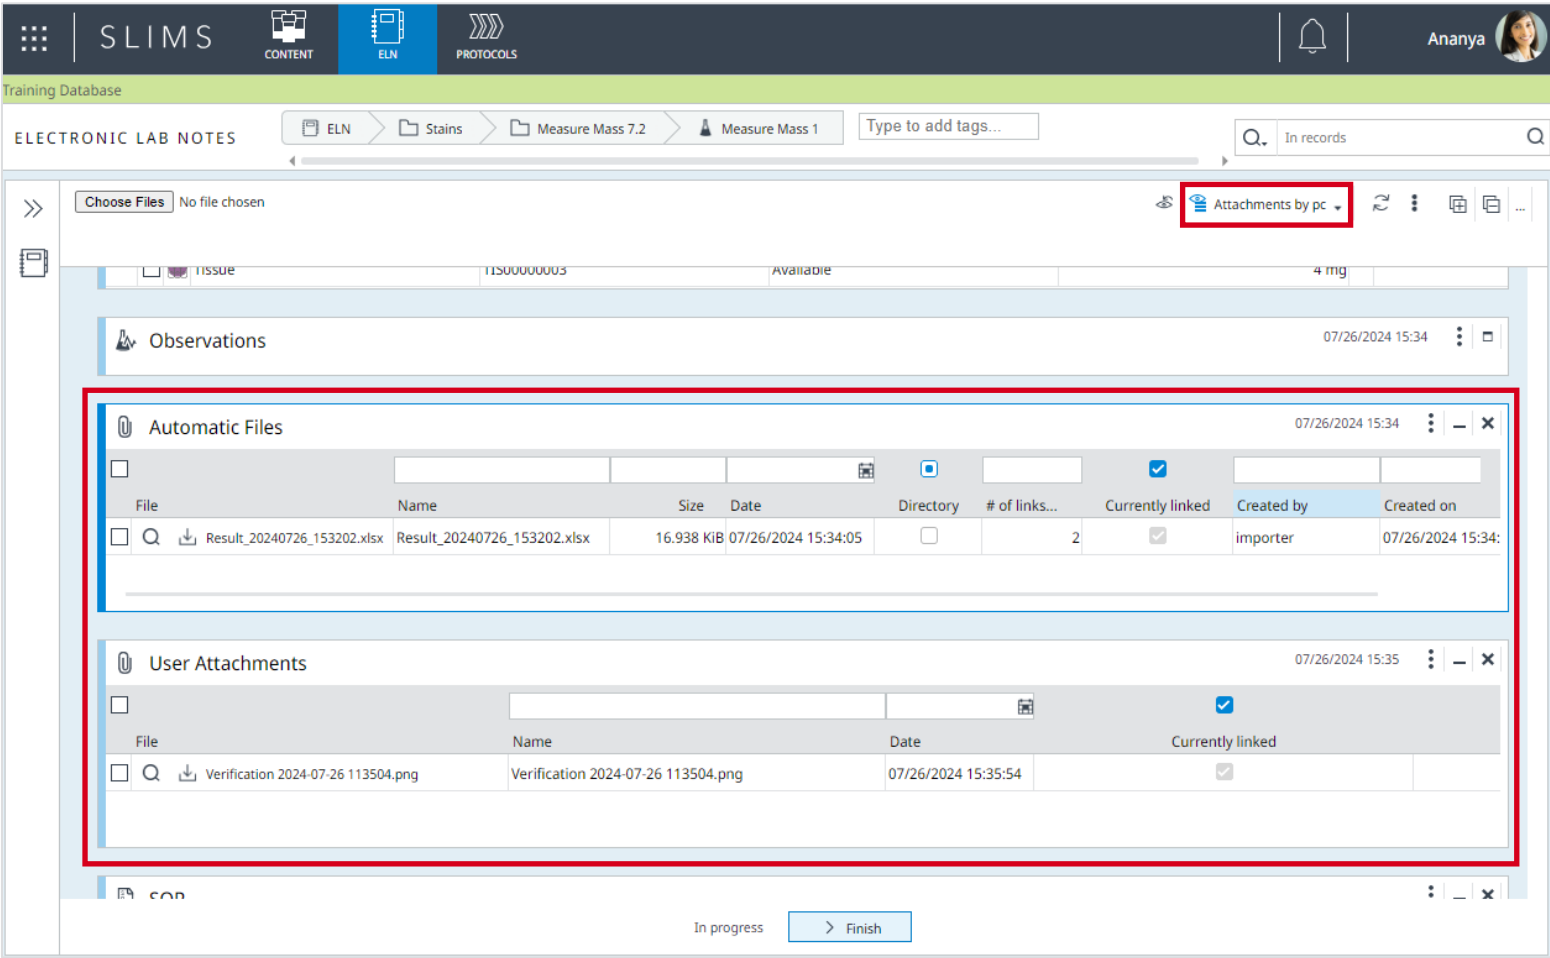 SLIMS
CONTENT
ELN
PROTOCOLS
Ananya
Training Database
ELECTRONIC LAB NOTES
ELN
Stains
Measure Mass 7.2
Measure Mass 1
Type to add tags...
In records
Choose Files No file chosen
Attachments by pc
...
Tissue TIS00000003 Available 4 mg
Observations 07/26/2024 15:34
Automatic Files 07/26/2024 15:34
File Name Size Date Directory # of links... Currently linked Created by Created on
Result_20240726_153202.xlsx Result_20240726_153202.xlsx 16.938 KiB 07/26/2024 15:34:05 2 importer 07/26/2024 15:34:
User Attachments 07/26/2024 15:35
File Name Date Currently linked
Verification 2024-07-26 113504.png Verification 2024-07-26 113504.png 07/26/2024 15:35:54
SOP
In progress
Finish